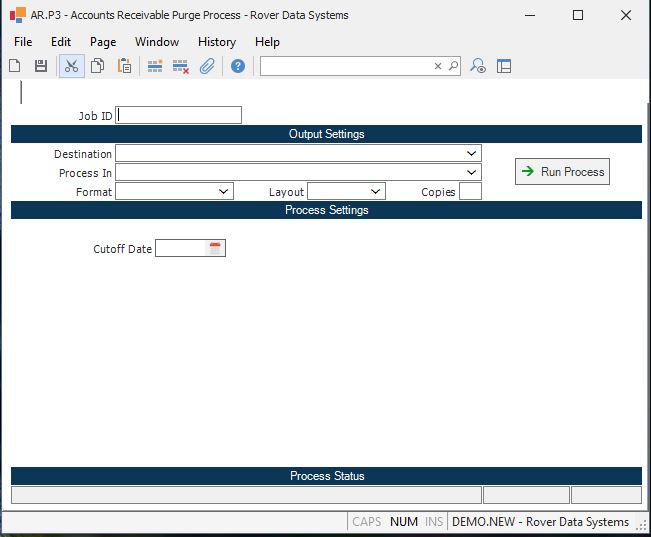 AR.P3 - Accounts Receivable Purge Process - Rover Data Systems
File Edit Page Window History Help
Job ID
Output Settings
Destination
Process In
Run Process
Format Layout Copies
Process Settings
Cutoff Date
Process Status
CAPS NUM INS DEMO.NEW - Rover Data Systems